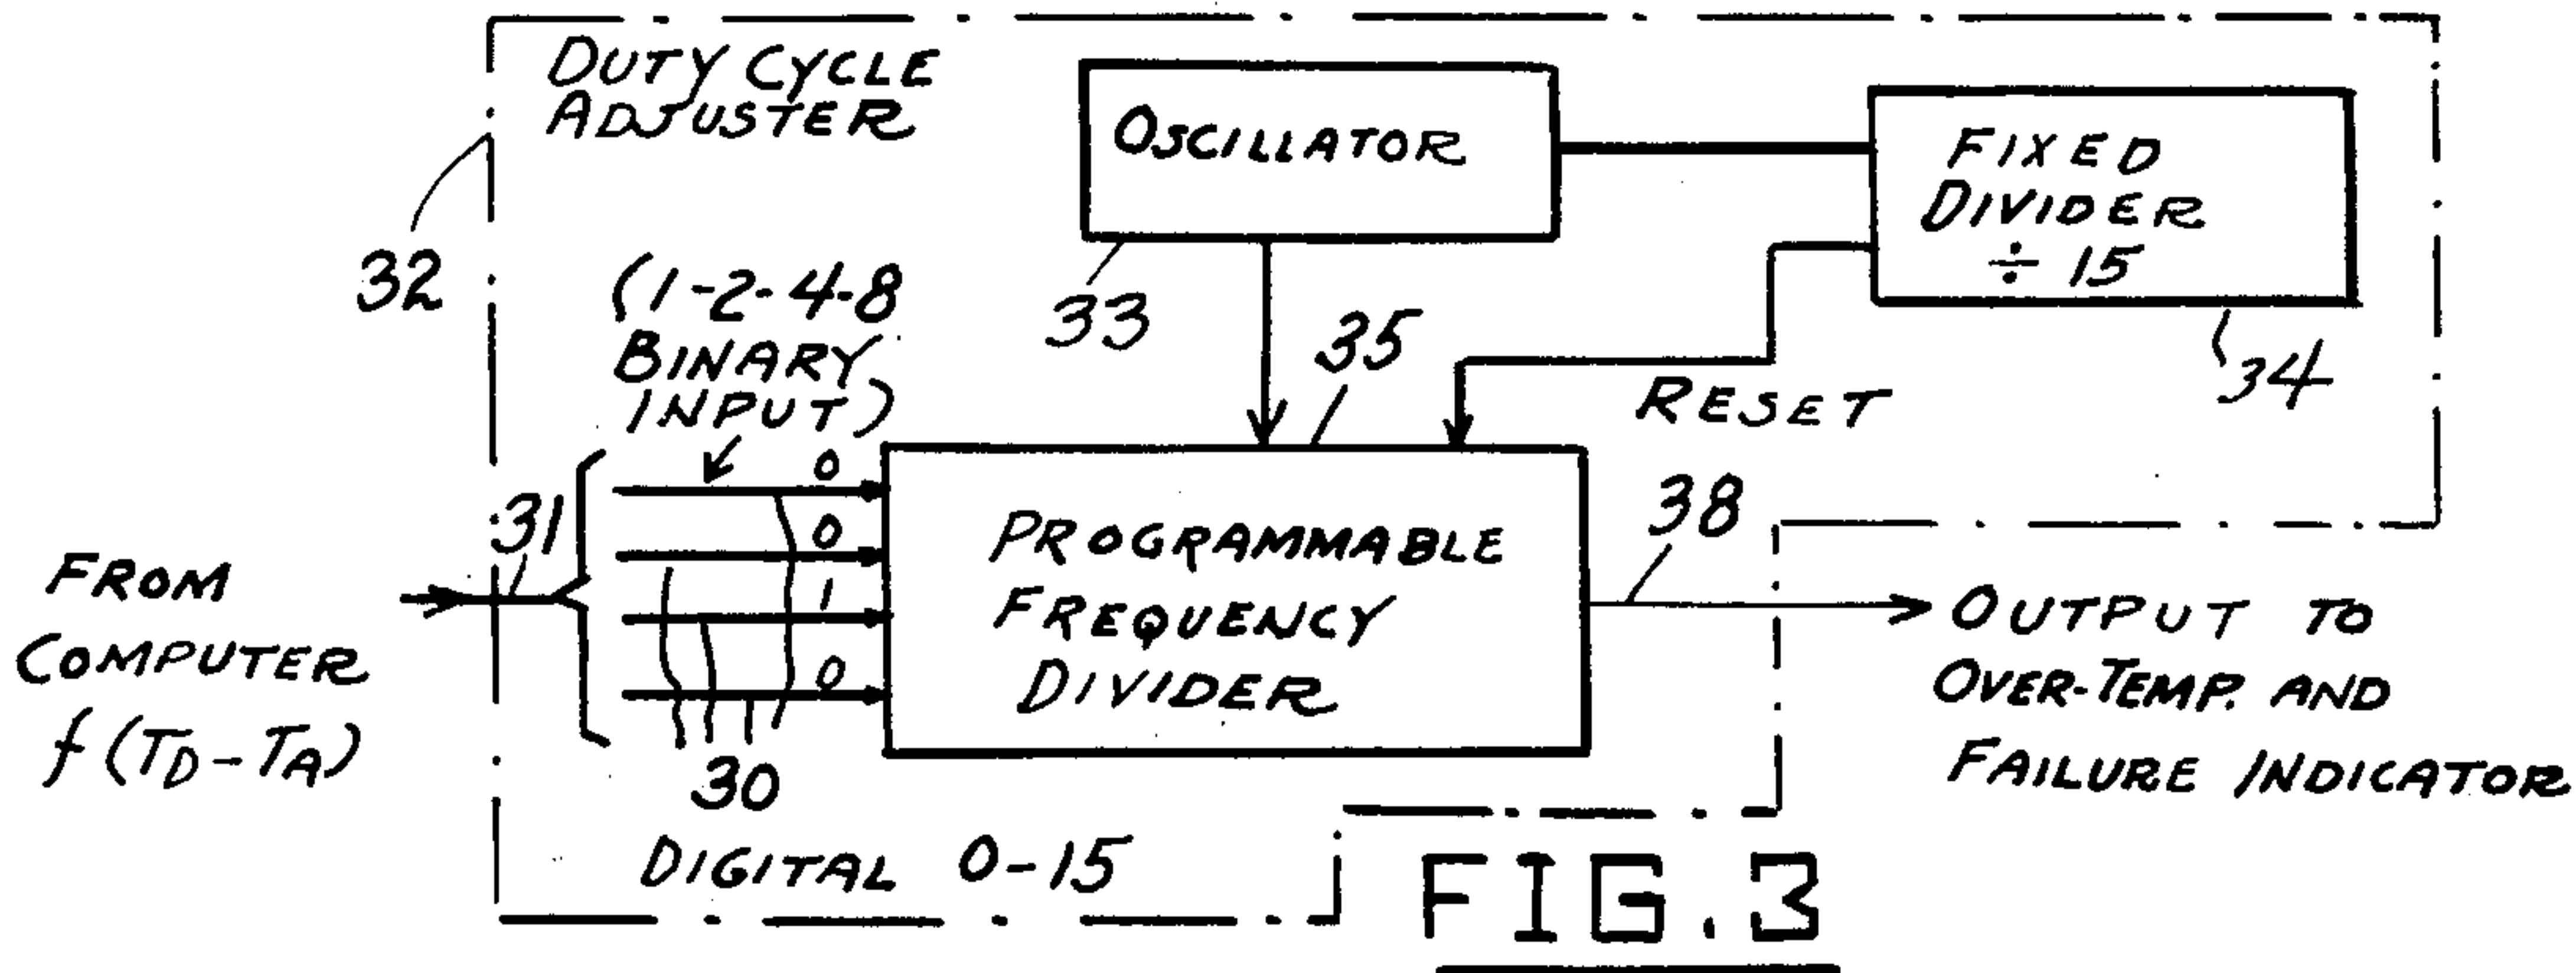 DUTY CYCLE
ADJUSTER
OSCILLATOR
FIXED
DIVIDER
÷ 15
32
(1-2-4-8
BINARY
INPUT)
33
35
34
RESET
0
0
1
0
31
38
FROM
COMPUTER
f (TD - TA)
PROGRAMMABLE
FREQUENCY
DIVIDER
OUTPUT TO
OVER-TEMP. AND
FAILURE INDICATOR
30
DIGITAL 0-15
FIG. 3